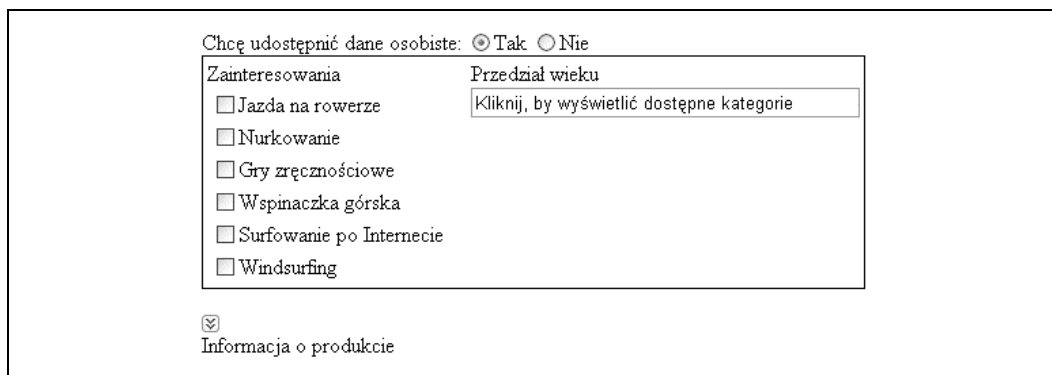 Chcę udostępnić dane osobiste: Tak Nie
Zainteresowania
Jazda na rowerze
Nurkowanie
Gry zręcznościowe
Wspinaczka górska
Surfowanie po Internecie
Windsurfing
Przedział wieku
Kliknij, by wyświetlić dostępne kategorie
Informacja o produkcie